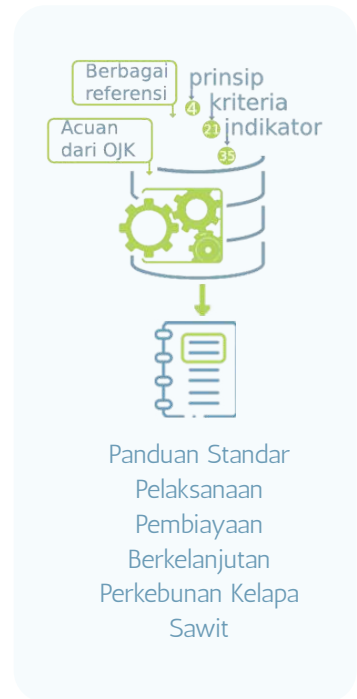 Berbagai
referensi
prinsip
4
kriteria
21
indikator
35
Acuan
dari OJK
Panduan Standar
Pelaksanaan
Pembiayaan
Berkelanjutan
Perkebunan Kelapa
Sawit